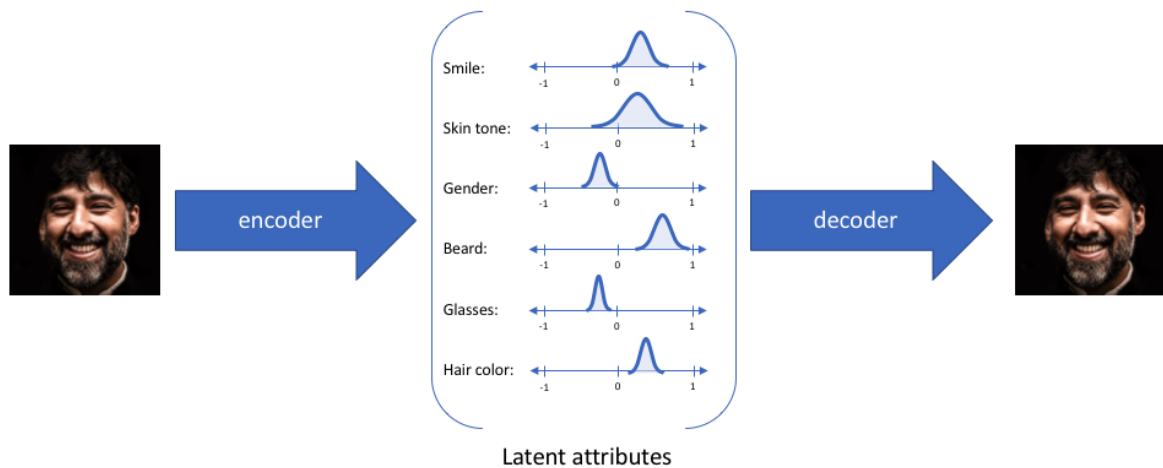 Smile:
-1 0 1
Skin tone:
-1 0 1
Gender:
-1 0 1
Beard:
-1 0 1
Glasses:
-1 0 1
Hair color:
-1 0 1
encoder
decoder
Latent attributes